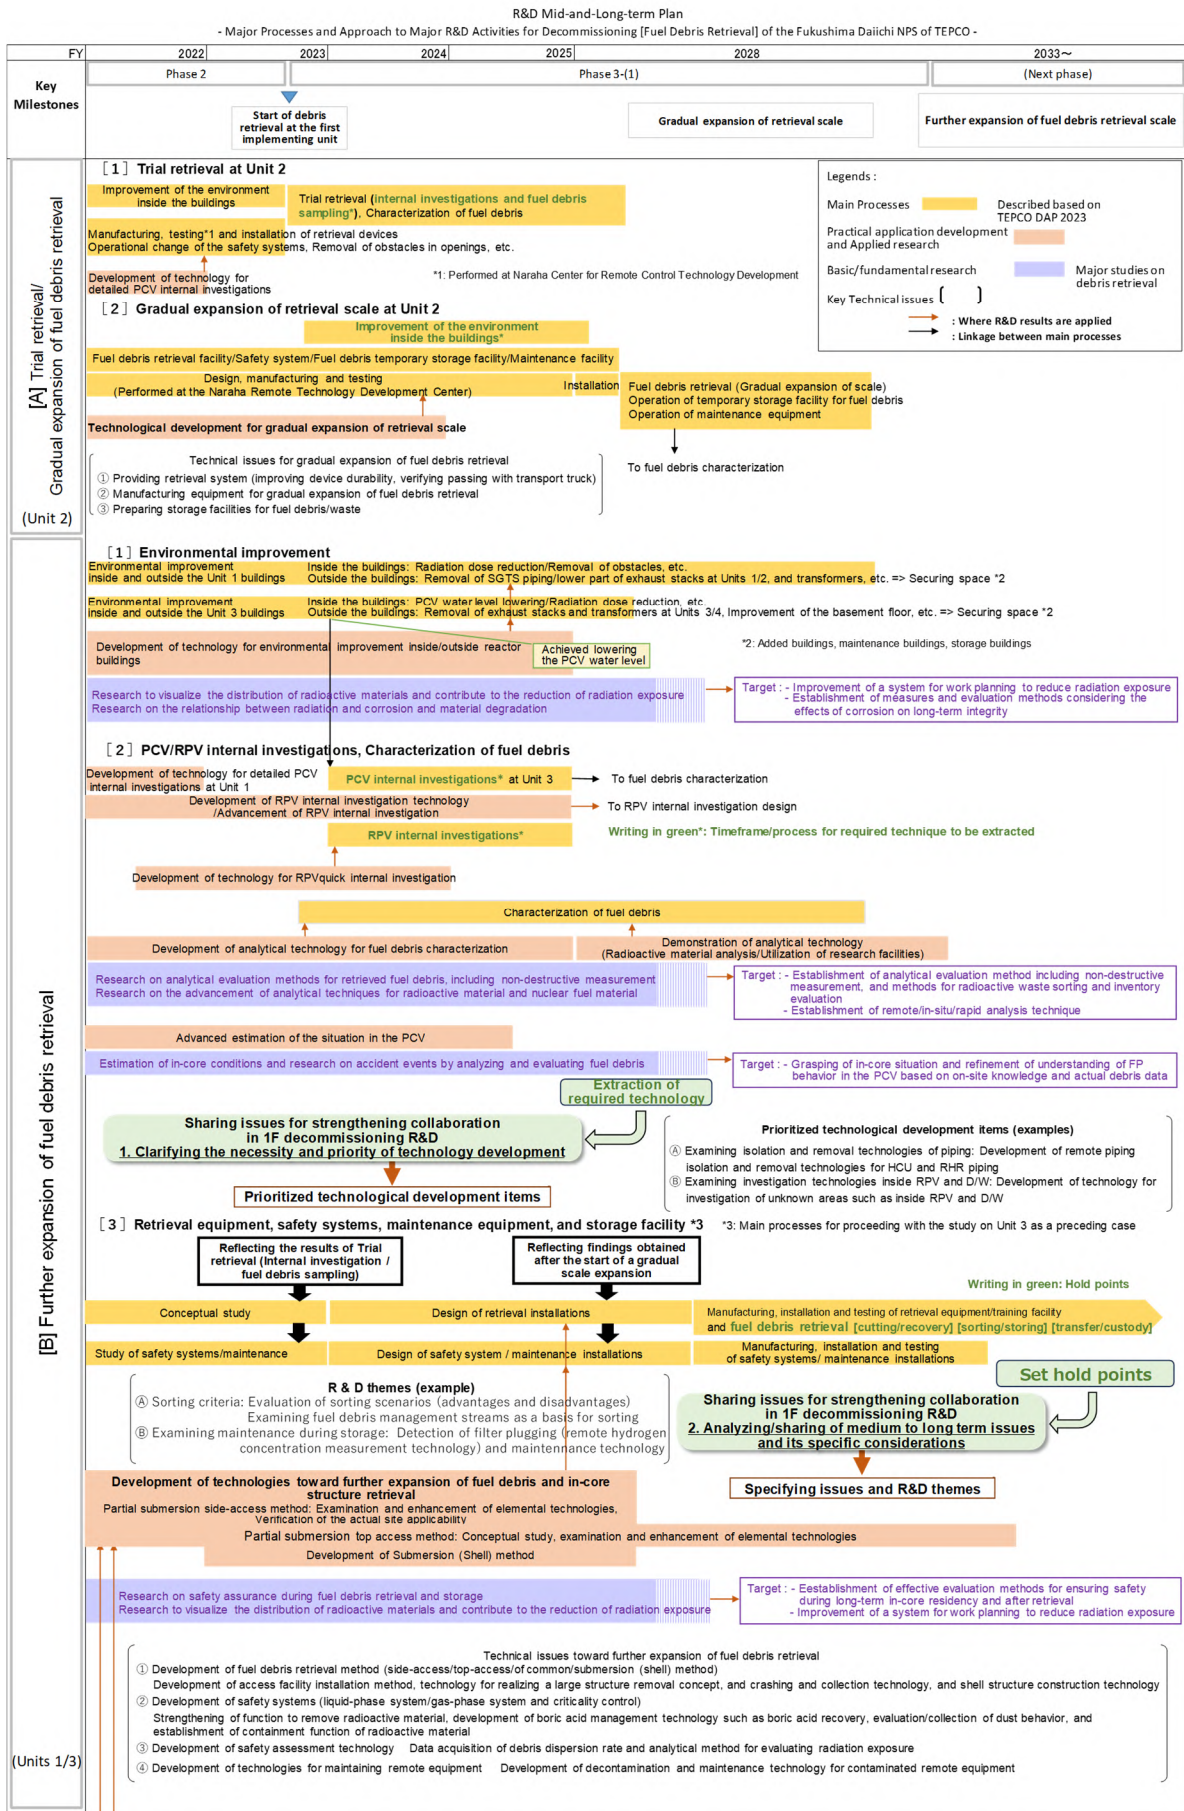 R&D Mid-and-Long-term Plan
- Major Processes and Approach to Major R&D Activities for Decommissioning [Fuel Debris Retrieval] of the Fukushima Daiichi NPS of TEPCO -
FY
2022
2023
2024
2025
2028
2033～
Key
Milestones
Phase 2
Phase 3-(1)
(Next phase)
Start of debris
retrieval at the first
implementing unit
Gradual expansion of retrieval scale
Further expansion of fuel debris retrieval scale
[A] Trial retrieval/
Gradual expansion of fuel debris retrieval
(Unit 2)
［1］ Trial retrieval at Unit 2
Improvement of the environment
inside the buildings
Trial retrieval (internal investigations and fuel debris
sampling*), Characterization of fuel debris
Manufacturing, testing*1 and installation of retrieval devices
Operational change of the safety systems, Removal of obstacles in openings, etc.
Development of technology for
detailed PCV internal investigations
*1: Performed at Naraha Center for Remote Control Technology Development
Legends :
Main Processes
Described based on
TEPCO DAP 2023
Practical application development
and Applied research
Basic/fundamental research
Major studies on
debris retrieval
Key Technical issues
: Where R&D results are applied
: Linkage between main processes
［2］ Gradual expansion of retrieval scale at Unit 2
Improvement of the environment
inside the buildings*
Fuel debris retrieval facility/Safety system/Fuel debris temporary storage facility/Maintenance facility
Design, manufacturing and testing
(Performed at the Naraha Remote Technology Development Center)
Installation
Fuel debris retrieval (Gradual expansion of scale)
Operation of temporary storage facility for fuel debris
Operation of maintenance equipment
Technological development for gradual expansion of retrieval scale
To fuel debris characterization
Technical issues for gradual expansion of fuel debris retrieval
① Providing retrieval system (improving device durability, verifying passing with transport truck)
② Manufacturing equipment for gradual expansion of fuel debris retrieval
③ Preparing storage facilities for fuel debris/waste
[B] Further expansion of fuel debris retrieval
(Units 1/3)
［1］ Environmental improvement
Environmental improvement
inside and outside the Unit 1 buildings
Inside the buildings: Radiation dose reduction/Removal of obstacles, etc.
Outside the buildings: Removal of SGTS piping/lower part of exhaust stacks at Units 1/2, and transformers, etc. => Securing space *2
Environmental improvement
inside and outside the Unit 3 buildings
Inside the buildings: PCV water level lowering/Radiation dose reduction, etc.
Outside the buildings: Removal of exhaust stacks and transformers at Units 3/4, Improvement of the basement floor, etc. => Securing space *2
Development of technology for environmental improvement inside/outside reactor
buildings
Achieved lowering
the PCV water level
*2: Added buildings, maintenance buildings, storage buildings
Research to visualize the distribution of radioactive materials and contribute to the reduction of radiation exposure
Research on the relationship between radiation and corrosion and material degradation
Target : - Improvement of a system for work planning to reduce radiation exposure
- Establishment of measures and evaluation methods considering the
effects of corrosion on long-term integrity
［2］ PCV/RPV internal investigations, Characterization of fuel debris
Development of technology for detailed PCV
internal investigations at Unit 1
PCV internal investigations* at Unit 3
To fuel debris characterization
Development of RPV internal investigation technology
/Advancement of RPV internal investigation
To RPV internal investigation design
RPV internal investigations*
Writing in green*: Timeframe/process for required technique to be extracted
Development of technology for RPVquick internal investigation
Characterization of fuel debris
Development of analytical technology for fuel debris characterization
Demonstration of analytical technology
(Radioactive material analysis/Utilization of research facilities)
Research on analytical evaluation methods for retrieved fuel debris, including non-destructive measurement
Research on the advancement of analytical techniques for radioactive material and nuclear fuel material
Target : - Establishment of analytical evaluation method including non-destructive
measurement, and methods for radioactive waste sorting and inventory
evaluation
- Establishment of remote/in-situ/rapid analysis technique
Advanced estimation of the situation in the PCV
Estimation of in-core conditions and research on accident events by analyzing and evaluating fuel debris
Target : - Grasping of in-core situation and refinement of understanding of FP
behavior in the PCV based on on-site knowledge and actual debris data
Extraction of
required technology
Sharing issues for strengthening collaboration
in 1F decommissioning R&D
1. Clarifying the necessity and priority of technology development
Prioritized technological development items
Prioritized technological development items (examples)
Ⓐ Examining isolation and removal technologies of piping: Development of remote piping
isolation and removal technologies for HCU and RHR piping
Ⓑ Examining investigation technologies inside RPV and D/W: Development of technology for
investigation of unknown areas such as inside RPV and D/W
［3］ Retrieval equipment, safety systems, maintenance equipment, and storage facility *3
*3: Main processes for proceeding with the study on Unit 3 as a preceding case
Reflecting the results of Trial
retrieval (Internal investigation /
fuel debris sampling)
Reflecting findings obtained
after the start of a gradual
scale expansion
Writing in green: Hold points
Conceptual study
Design of retrieval installations
Manufacturing, installation and testing of retrieval equipment/training facility
and fuel debris retrieval [cutting/recovery] [sorting/storing] [transfer/custody]
Study of safety systems/maintenance
Design of safety system / maintenance installations
Manufacturing, installation and testing
of safety systems/ maintenance installations
R & D themes (example)
Ⓐ Sorting criteria: Evaluation of sorting scenarios (advantages and disadvantages)
Examining fuel debris management streams as a basis for sorting
Ⓑ Examining maintenance during storage: Detection of filter plugging (remote hydrogen
concentration measurement technology) and maintennance technology
Set hold points
Sharing issues for strengthening collaboration
in 1F decommissioning R&D
2. Analyzing/sharing of medium to long term issues
and its specific considerations
Specifying issues and R&D themes
Development of technologies toward further expansion of fuel debris and in-core
structure retrieval
Partial submersion side-access method: Examination and enhancement of elemental technologies,
Verification of the actual site applicability
Partial submersion top access method: Conceptual study, examination and enhancement of elemental technologies
Development of Submersion (Shell) method
Research on safety assurance during fuel debris retrieval and storage
Research to visualize the distribution of radioactive materials and contribute to the reduction of radiation exposure
Target : - Eestablishment of effective evaluation methods for ensuring safety
during long-term in-core residency and after retrieval
- Improvement of a system for work planning to reduce radiation exposure
Technical issues toward further expansion of fuel debris retrieval
① Development of fuel debris retrieval method (side-access/top-access/of common/submersion (shell) method)
Development of access facility installation method, technology for realizing a large structure removal concept, and crashing and collection technology, and shell structure construction technology
② Development of safety systems (liquid-phase system/gas-phase system and criticality control)
Strengthening of function to remove radioactive material, development of boric acid management technology such as boric acid recovery, evaluation/collection of dust behavior, and
establishment of containment function of radioactive material
③ Development of safety assessment technology Data acquisition of debris dispersion rate and analytical method for evaluating radiation exposure
④ Development of technologies for maintaining remote equipment Development of decontamination and maintenance technology for contaminated remote equipment